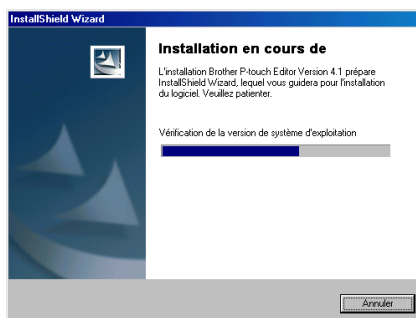 InstallShield Wizard
Installation en cours de
L'installation Brother P-touch Editor Version 4.1 prépare
InstallShield Wizard, lequel vous guidera pour l'installation
du logiciel. Veuillez patienter.
Vérification de la version de système d'exploitation
Annuler